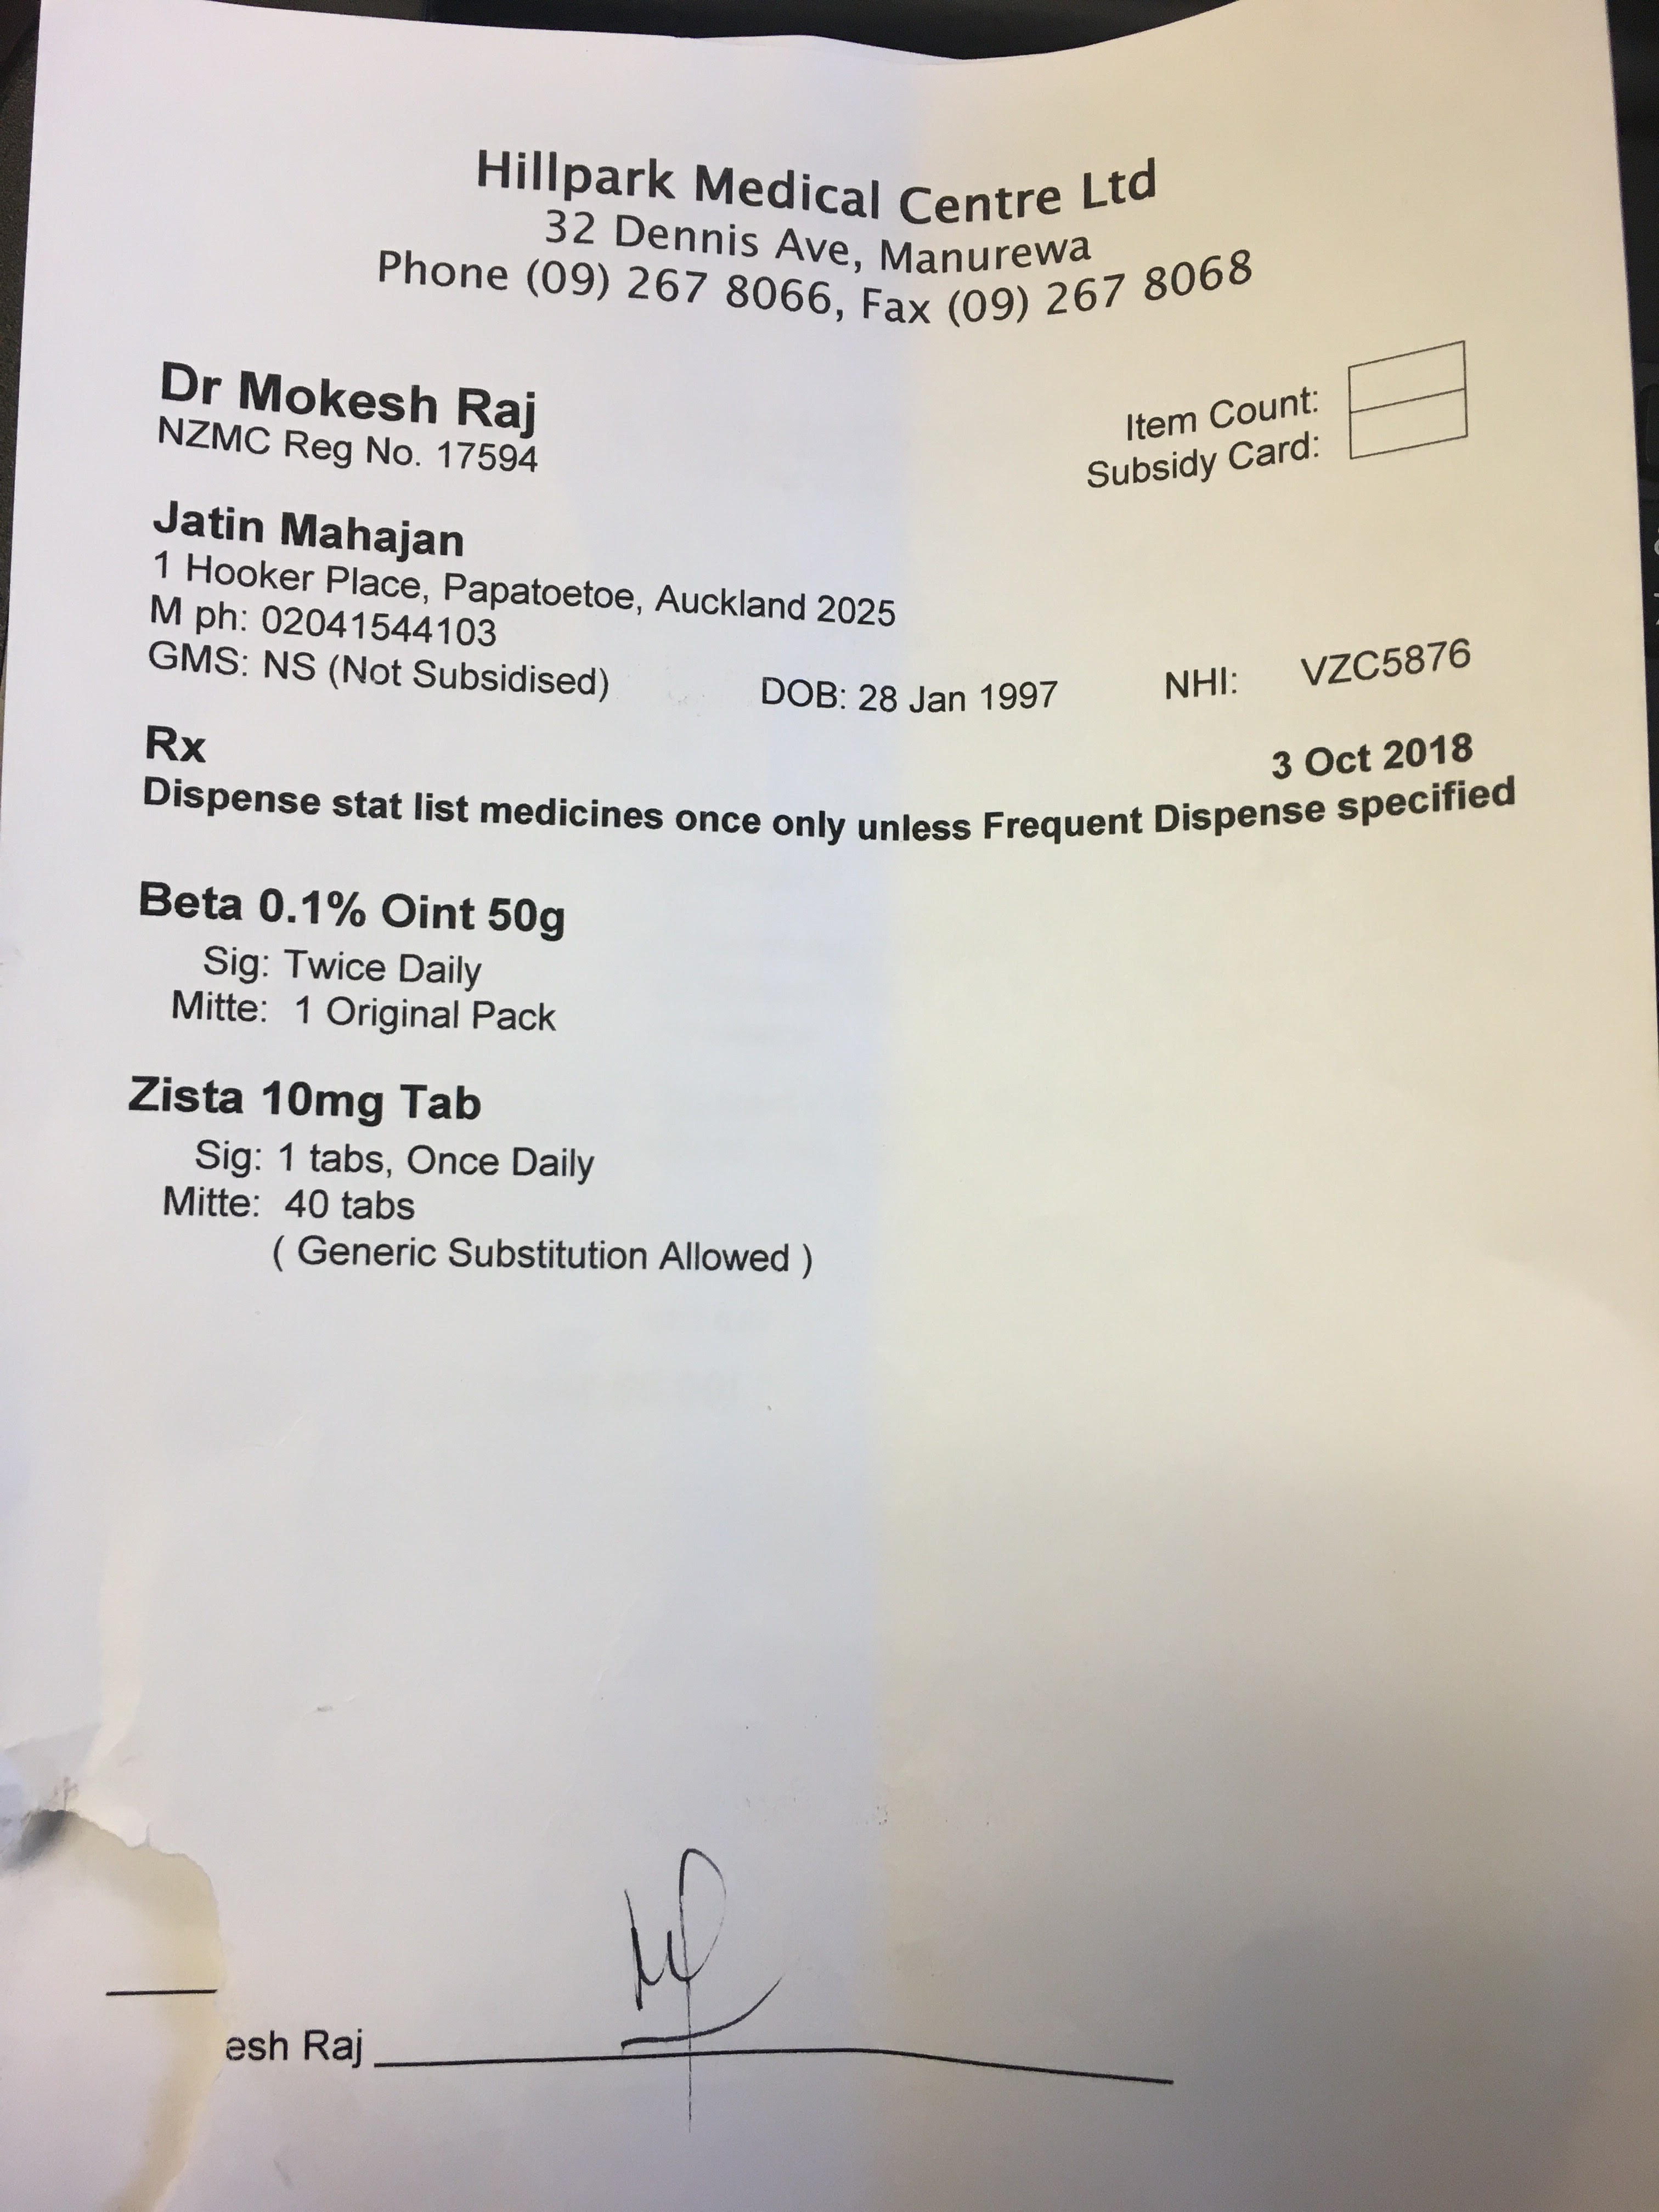 Hillpark Medical Centre Ltd
32 Dennis Ave, Manurewa
Phone (09) 267 8066, Fax (09) 267 8068
Dr Mokesh Raj
NZMC Reg No. 17594
Item Count:
Subsidy Card:
Jatin Mahajan
1 Hooker Place, Papatoetoe, Auckland 2025
M ph: 02041544103
GMS: NS (Not Subsidised) DOB: 28 Jan 1997 NHI: VZC5876
Rx 3 Oct 2018
Dispense stat list medicines once only unless Frequent Dispense specified
Beta 0.1% Oint 50g
Sig: Twice Daily
Mitte: 1 Original Pack
Zista 10mg Tab
Sig: 1 tabs, Once Daily
Mitte: 40 tabs
( Generic Substitution Allowed )
esh Raj